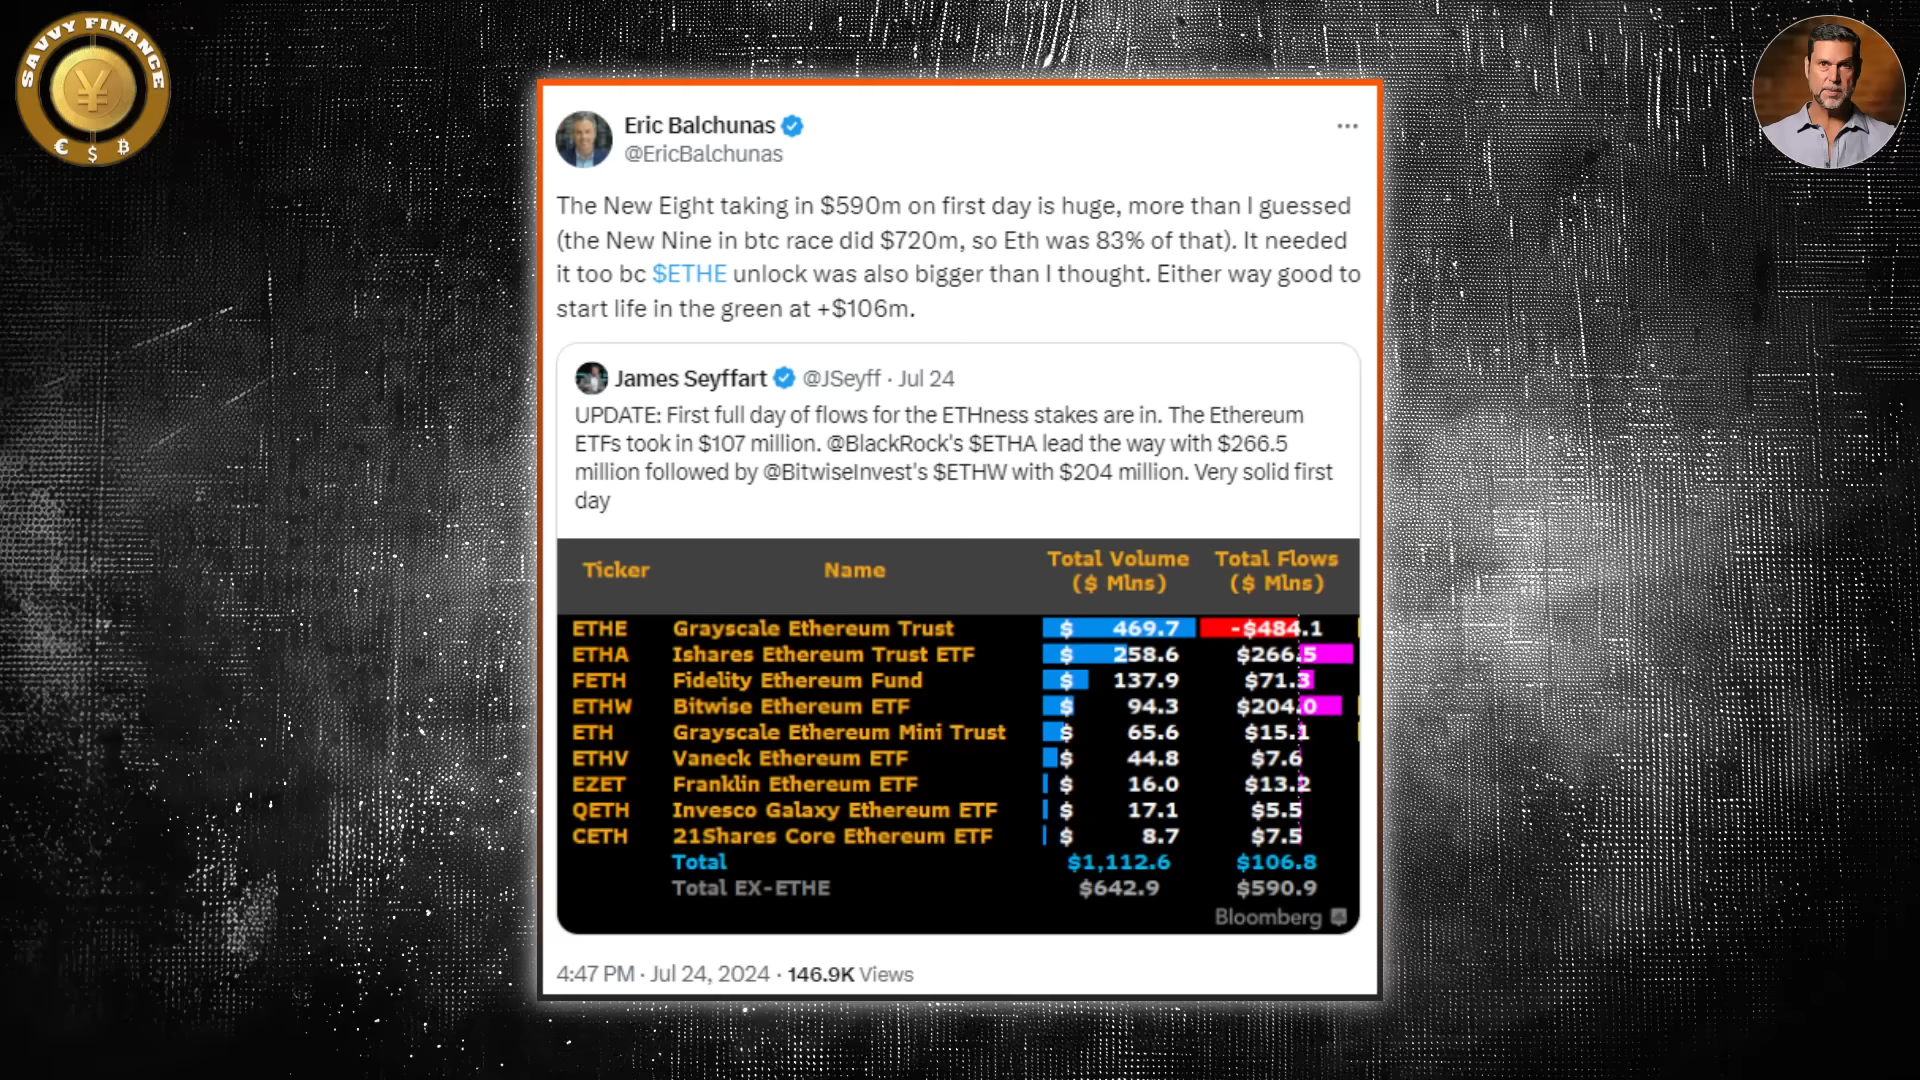 SAVVY FINANCE
¥
€ $ ₿
Eric Balchunas
@EricBalchunas
The New Eight taking in $590m on first day is huge, more than I guessed
(the New Nine in btc race did $720m, so Eth was 83% of that). It needed
it too bc $ETHE unlock was also bigger than I thought. Either way good to
start life in the green at +$106m.
James Seyffart @JSeyff · Jul 24
UPDATE: First full day of flows for the ETHness stakes are in. The Ethereum
ETFs took in $107 million. @BlackRock's $ETHA lead the way with $266.5
million followed by @BitwiseInvest's $ETHW with $204 million. Very solid first
day
Ticker Name Total Volume ($ Mlns) Total Flows ($ Mlns)
ETHE Grayscale Ethereum Trust $ 469.7 -$484.1
ETHA Ishares Ethereum Trust ETF $ 258.6 $266.5
FETH Fidelity Ethereum Fund $ 137.9 $71.3
ETHW Bitwise Ethereum ETF $ 94.3 $204.0
ETH Grayscale Ethereum Mini Trust $ 65.6 $15.1
ETHV Vaneck Ethereum ETF $ 44.8 $7.6
EZET Franklin Ethereum ETF $ 16.0 $13.2
QETH Invesco Galaxy Ethereum ETF $ 17.1 $5.5
CETH 21Shares Core Ethereum ETF $ 8.7 $7.5
Total $1,112.6 $106.8
Total EX-ETHE $642.9 $590.9
Bloomberg
4:47 PM · Jul 24, 2024 · 146.9K Views